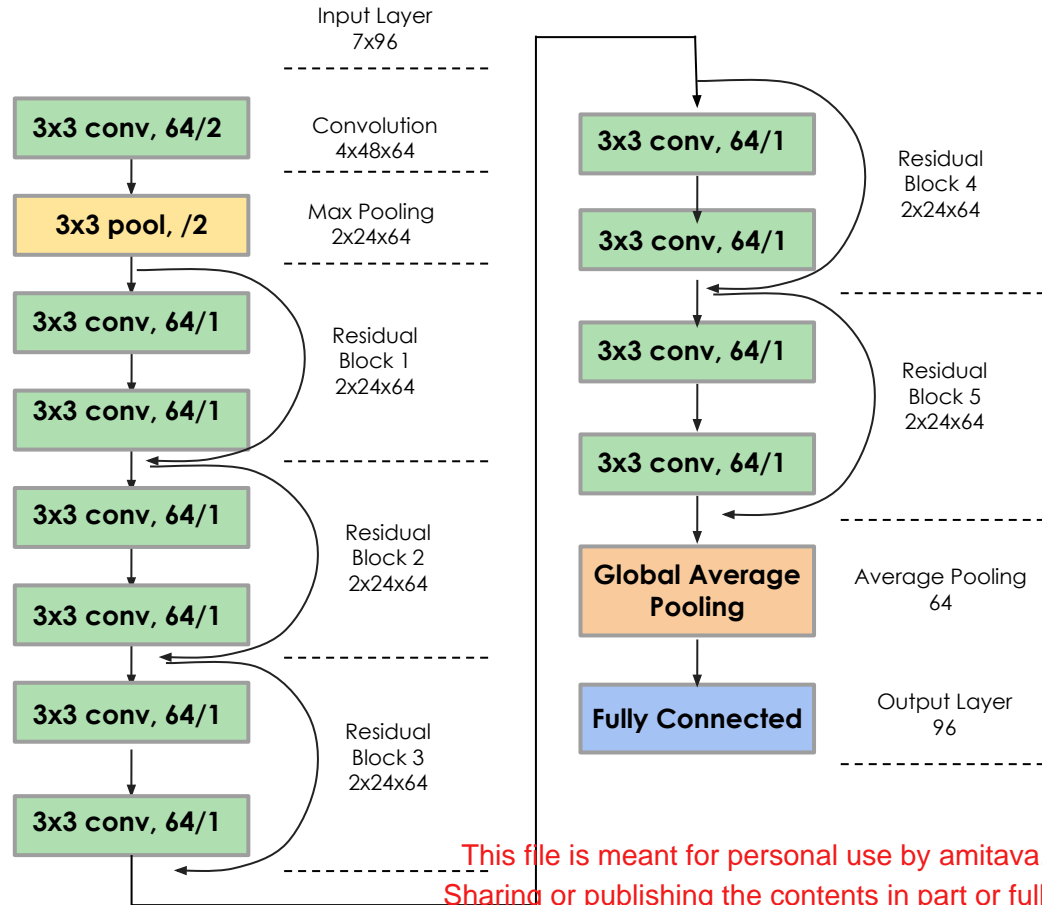 Input Layer
7x96
3x3 conv, 64/2
Convolution
4x48x64
3x3 pool, /2
Max Pooling
2x24x64
3x3 conv, 64/1
3x3 conv, 64/1
Residual
Block 1
2x24x64
3x3 conv, 64/1
3x3 conv, 64/1
Residual
Block 2
2x24x64
3x3 conv, 64/1
3x3 conv, 64/1
Residual
Block 3
2x24x64
3x3 conv, 64/1
3x3 conv, 64/1
Residual
Block 4
2x24x64
3x3 conv, 64/1
3x3 conv, 64/1
Residual
Block 5
2x24x64
Global Average
Pooling
Average Pooling
64
Fully Connected
Output Layer
96
This file is meant for personal use by amitava
Sharing or publishing the contents in part or full